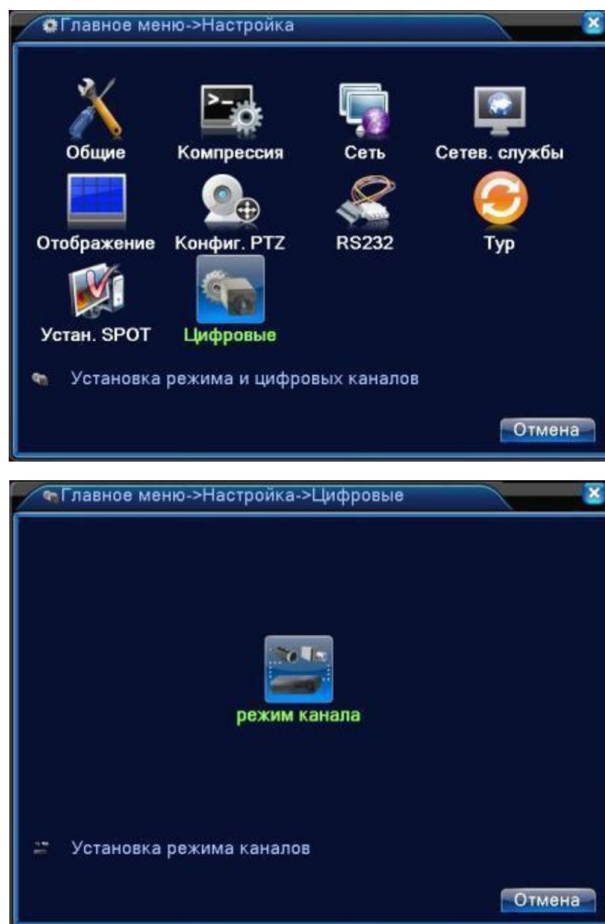 Главное меню->Настройка
Общие Компрессия Сеть Сетев. службы
Отображение Конфиг. PTZ RS232 Тур
Устан. SPOT Цифровые
Установка режима и цифровых каналов
Отмена
Главное меню->Настройка->Цифровые
режим канала
Установка режима каналов
Отмена